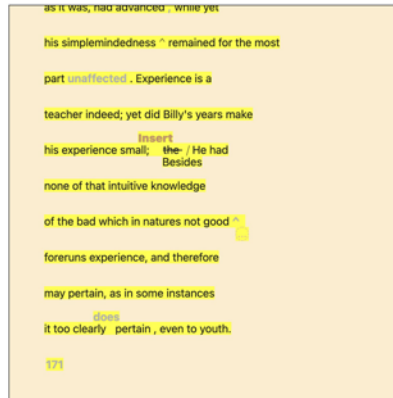 as it was, had advanced , while yet
his simplemindedness ^ remained for the most
part unaffected . Experience is a
teacher indeed; yet did Billy's years make
Insert
his experience small; the / He had
Besides
none of that intuitive knowledge
of the bad which in natures not good ^
foreruns experience, and therefore
may pertain, as in some instances
does
it too clearly pertain , even to youth.
171